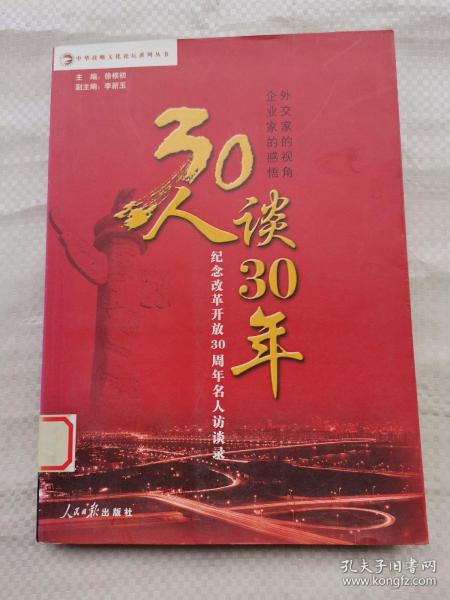 中华战略文化论坛系列丛书
主 编：徐根初
副主编：李新玉
外交家的视角
企业家的感悟
30人
谈30年
纪念改革开放30周年名人访谈录
人民日报出版社
孔夫子旧书网
www.kongfz.com